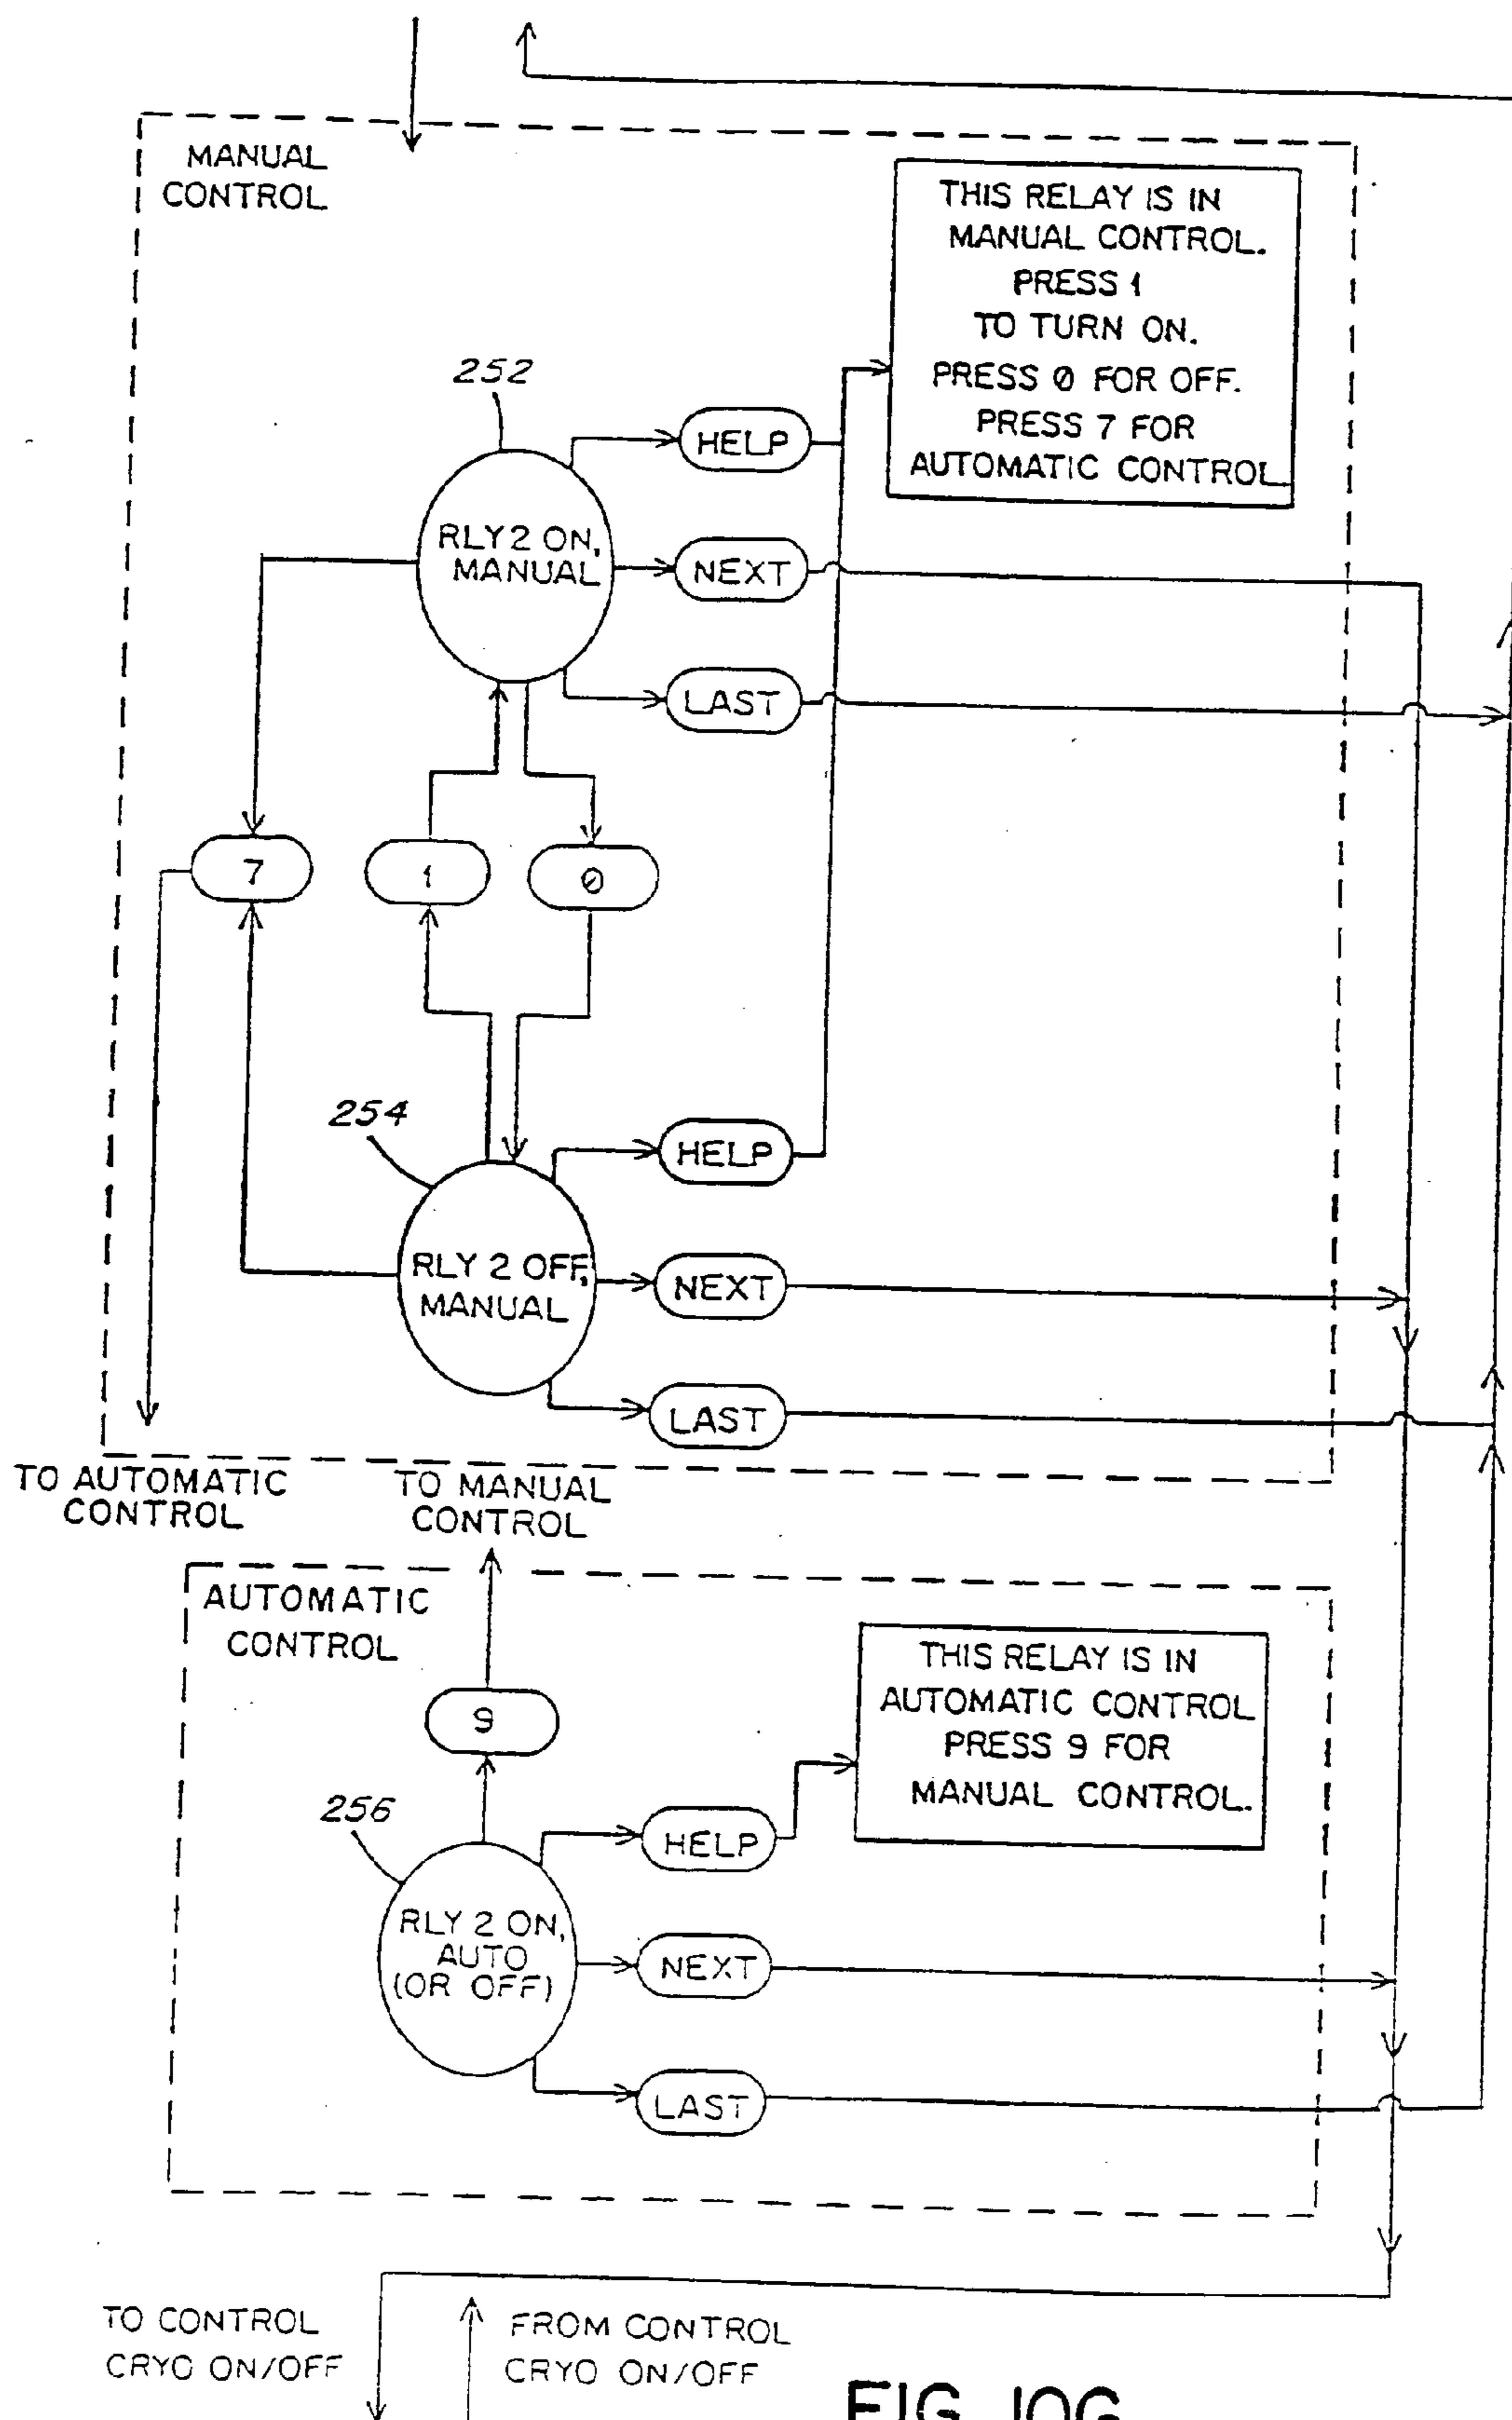 MANUAL
CONTROL
THIS RELAY IS IN
MANUAL CONTROL.
PRESS 1
TO TURN ON.
PRESS 0 FOR OFF.
PRESS 7 FOR
AUTOMATIC CONTROL
252
HELP
RLY 2 ON,
MANUAL
NEXT
LAST
7
1
0
254
HELP
RLY 2 OFF,
MANUAL
NEXT
LAST
TO AUTOMATIC
CONTROL
TO MANUAL
CONTROL
AUTOMATIC
CONTROL
THIS RELAY IS IN
AUTOMATIC CONTROL
PRESS 9 FOR
MANUAL CONTROL.
9
256
HELP
RLY 2 ON,
AUTO
(OR OFF)
NEXT
LAST
TO CONTROL
CRYO ON/OFF
FROM CONTROL
CRYO ON/OFF
FIG. 10G